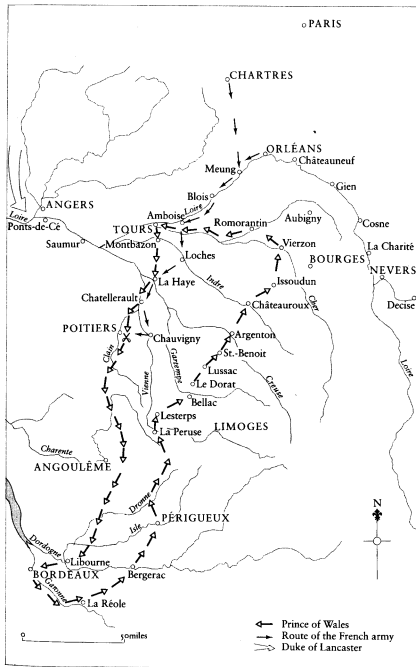 PARIS
CHARTRES
ORLÉANS
Châteauneuf
Meung
Gien
Blois
Loire
Aubigny
ANGERS
Amboise
Romorantin
Cosne
Loire
Ponts-de-Cé
TOURS
Vierzon
La Charité
Saumur
Montbazon
BOURGES
NEVERS
Loches
Decise
La Haye
Indre
Issoudun
Cher
Chatellerault
Châteauroux
POITIERS
Chauvigny
Argenton
Clain
St.-Benoit
Loire
Vienne
Gartempe
Lussac
Creuse
Le Dorat
Bellac
Lesterps
LIMOGES
La Peruse
Charente
ANGOULÊME
Dronne
N
Isle
PÉRIGUEUX
Dordogne
Libourne
BORDEAUX
Bergerac
Garonne
La Réole
Prince of Wales
0 50miles
Route of the French army
Duke of Lancaster